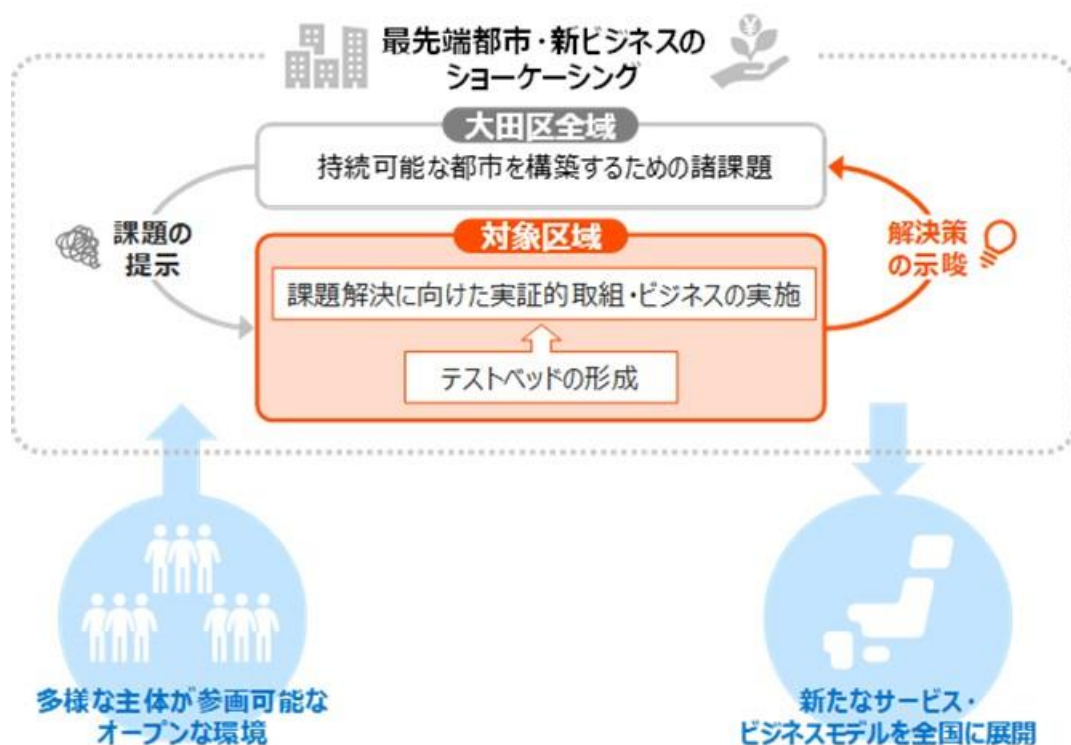 最先端都市・新ビジネスの
ショーケーシング
大田区全域
持続可能な都市を構築するための諸課題
課題の
提示
対象区域
課題解決に向けた実証的取組・ビジネスの実施
テストベッドの形成
解決策
の示唆
多様な主体が参画可能な
オープンな環境
新たなサービス・
ビジネスモデルを全国に展開
¥